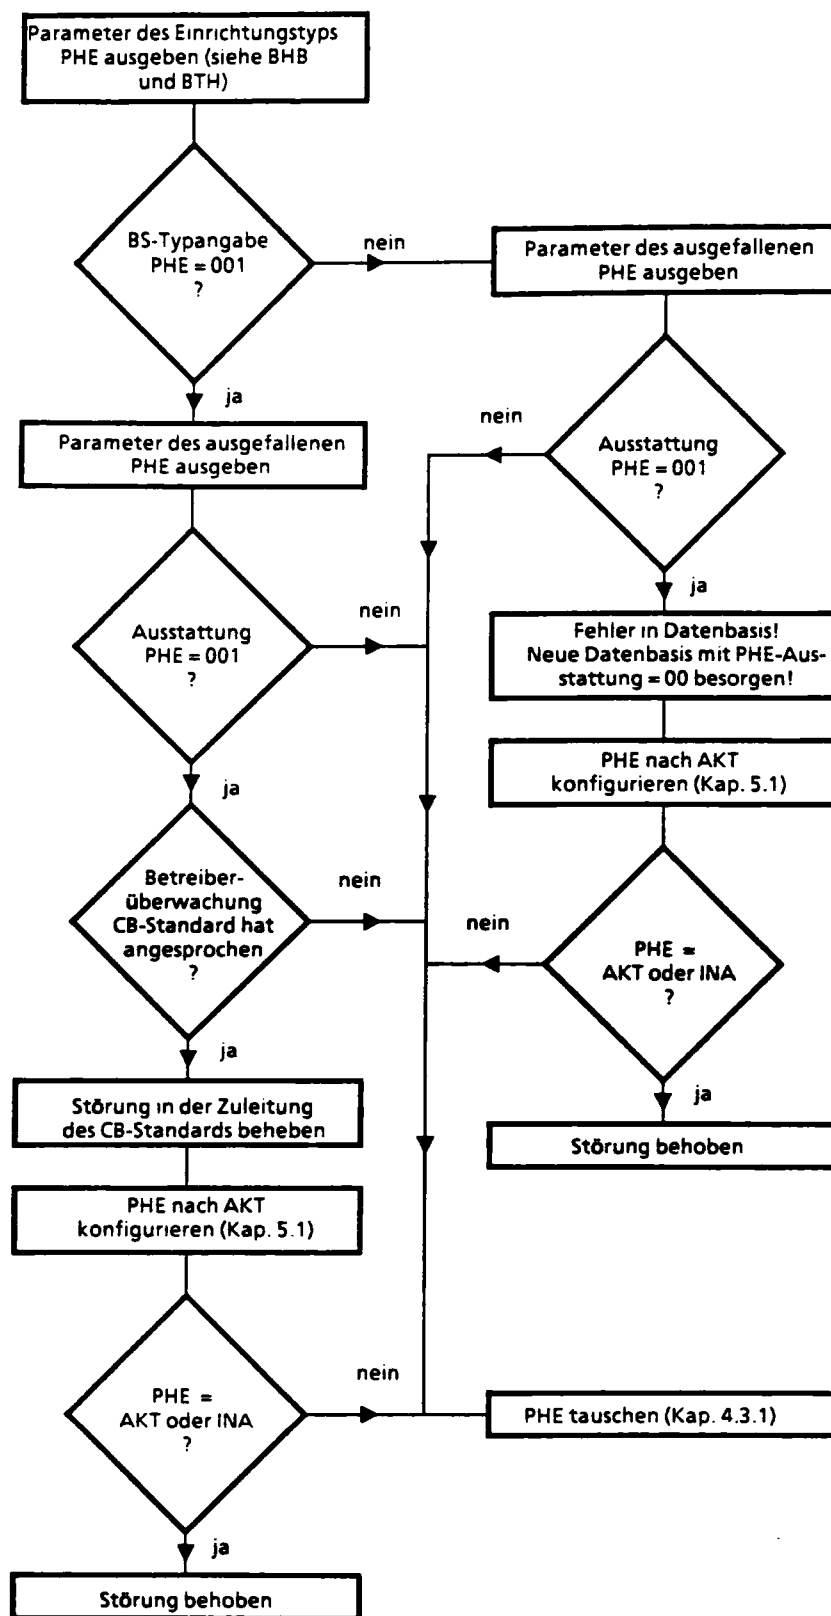 Parameter des Einrichtungstyps
PHE ausgeben (siehe BHB
und BTH)
BS-Typangabe
PHE = 001
?
nein
ja
Parameter des ausgefallenen
PHE ausgeben
Parameter des ausgefallenen
PHE ausgeben
nein
Ausstattung
PHE = 001
?
ja
Ausstattung
PHE = 001
?
nein
ja
Fehler in Datenbasis!
Neue Datenbasis mit PHE-Aus-
stattung = 00 besorgen!
PHE nach AKT
konfigurieren (Kap. 5.1)
Betreiber-
überwachung
CB-Standard hat
angesprochen
?
nein
ja
nein
PHE =
AKT oder INA
?
ja
Störung behoben
Störung in der Zuleitung
des CB-Standards beheben
PHE nach AKT
konfigurieren (Kap. 5.1)
PHE =
AKT oder INA
?
nein
PHE tauschen (Kap. 4.3.1)
ja
Störung behoben